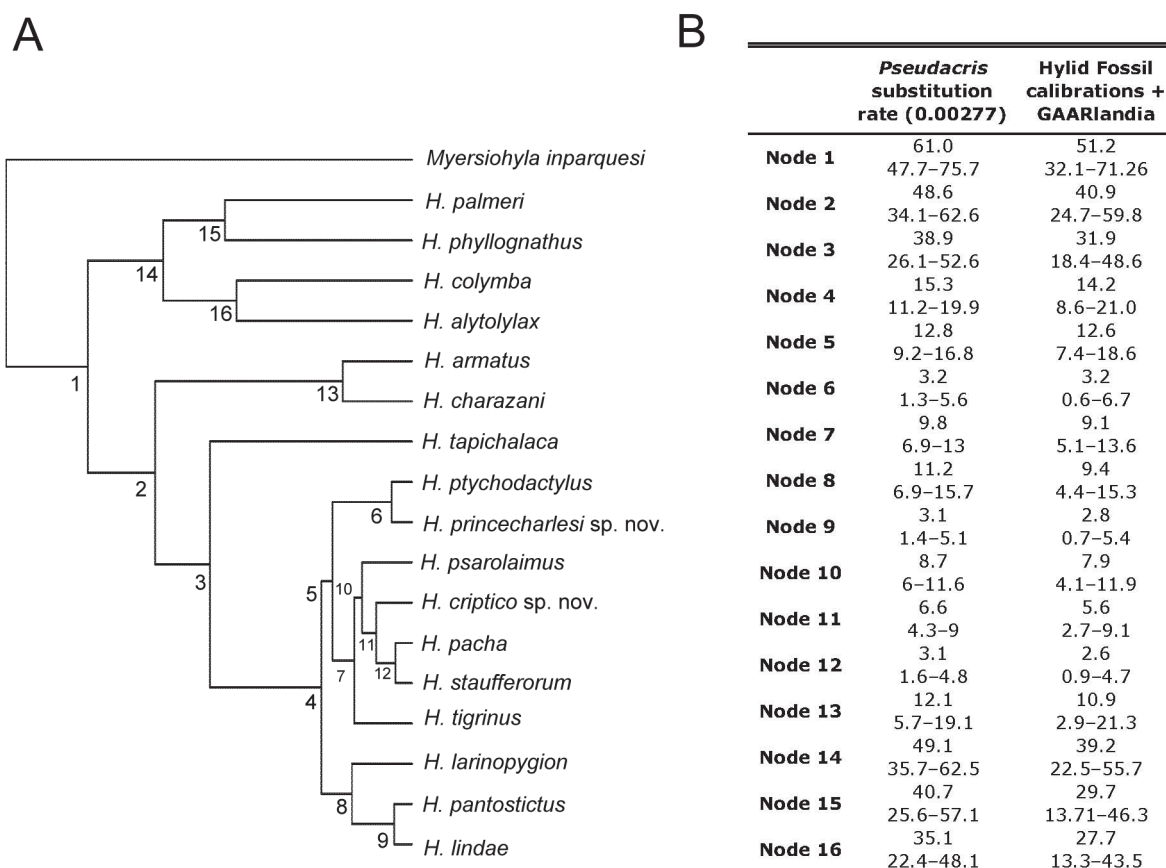 A
B
Pseudacris
substitution
rate (0.00277)
Hylid Fossil
calibrations +
GAARlandia
Myersiohyla inparquesi
H. palmeri
H. phyllognathus
H. colymba
H. alytolylax
H. armatus
H. charazani
H. tapichalaca
H. ptychodactylus
H. princecharlesi sp. nov.
H. psarolaimus
H. criptico sp. nov.
H. pacha
H. staufferorum
H. tigrinus
H. larinopygion
H. pantostictus
H. lindae
15
14
16
1
13
2
6
3
5
10
11
7
12
4
8
9
Node 1
61.0
47.7–75.7
51.2
32.1–71.26
Node 2
48.6
34.1–62.6
40.9
24.7–59.8
Node 3
38.9
26.1–52.6
31.9
18.4–48.6
Node 4
15.3
11.2–19.9
14.2
8.6–21.0
Node 5
12.8
9.2–16.8
12.6
7.4–18.6
Node 6
3.2
1.3–5.6
3.2
0.6–6.7
Node 7
9.8
6.9–13
9.1
5.1–13.6
Node 8
11.2
6.9–15.7
9.4
4.4–15.3
Node 9
3.1
1.4–5.1
2.8
0.7–5.4
Node 10
8.7
6–11.6
7.9
4.1–11.9
Node 11
6.6
4.3–9
5.6
2.7–9.1
Node 12
3.1
1.6–4.8
2.6
0.9–4.7
Node 13
12.1
5.7–19.1
10.9
2.9–21.3
Node 14
49.1
35.7–62.5
39.2
22.5–55.7
Node 15
40.7
25.6–57.1
29.7
13.71–46.3
Node 16
35.1
22.4–48.1
27.7
13.3–43.5